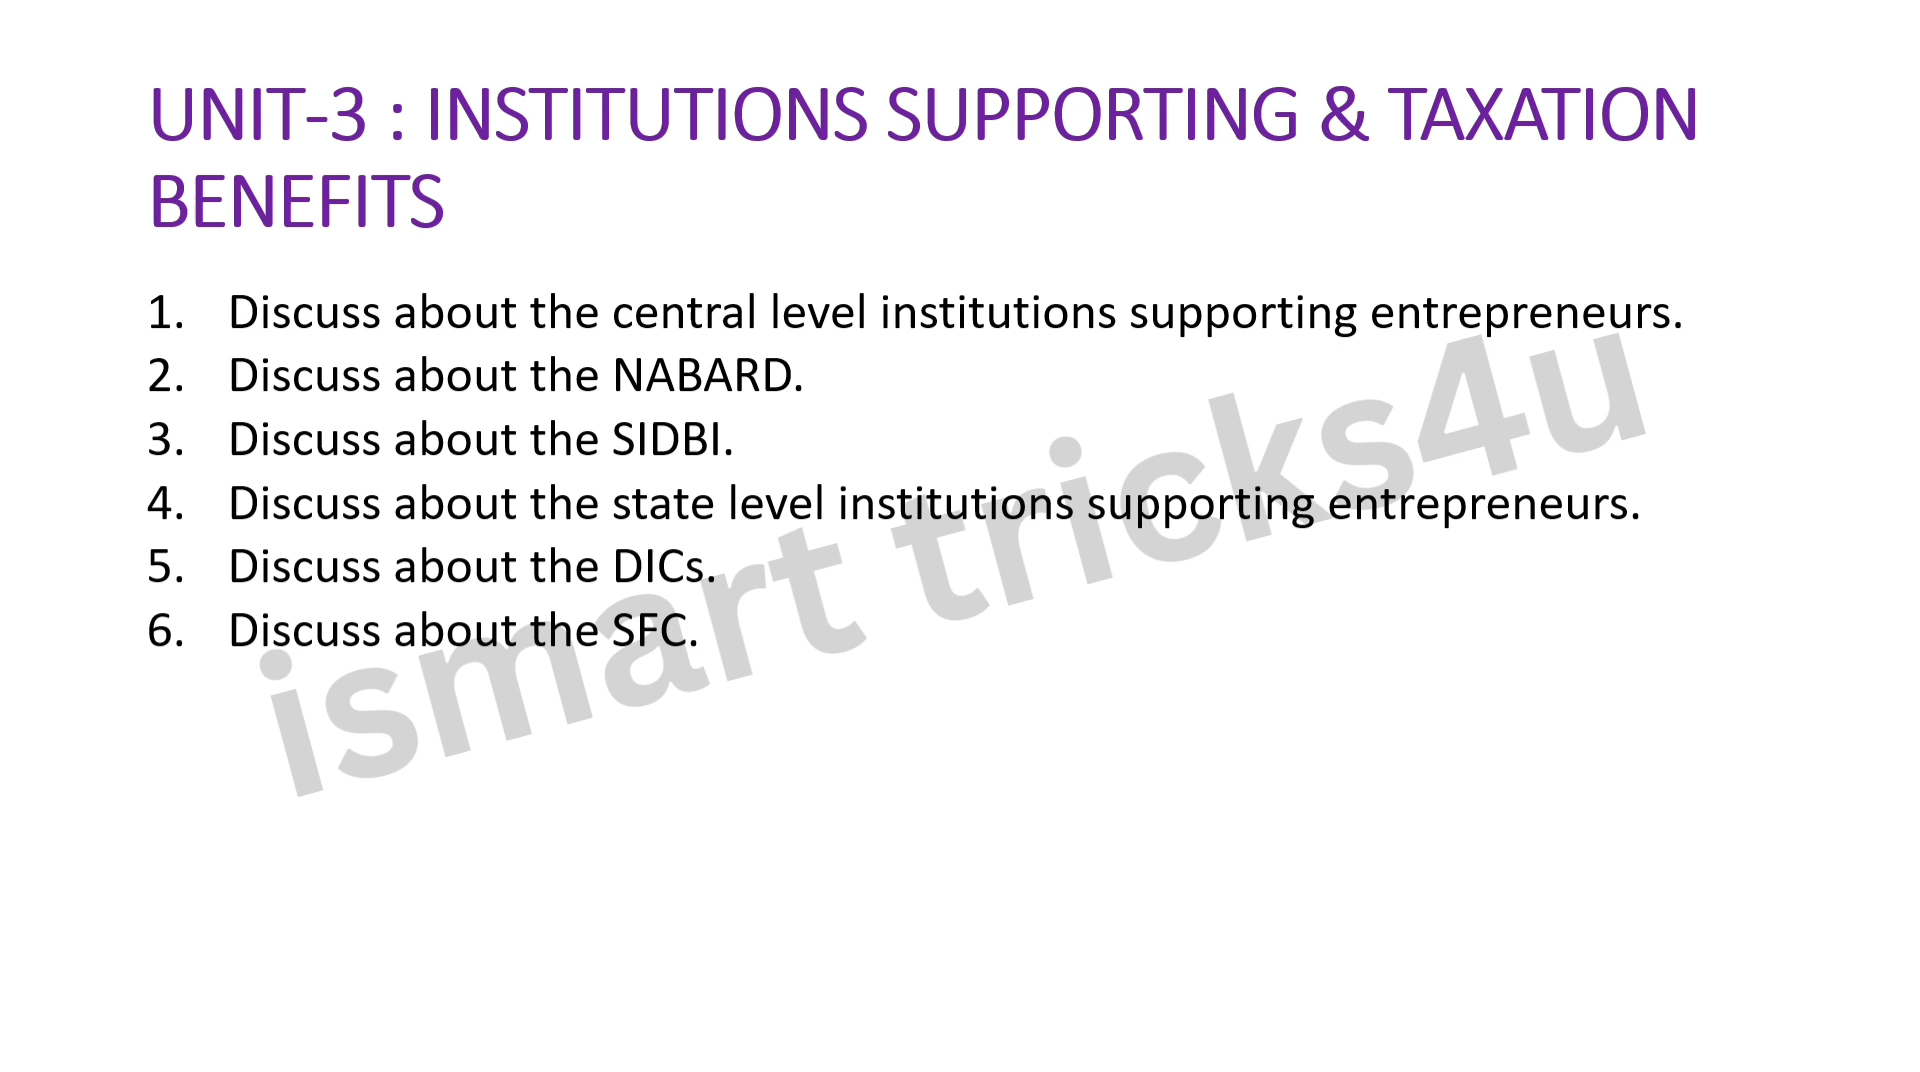 UNIT-3 : INSTITUTIONS SUPPORTING & TAXATION
BENEFITS
1. Discuss about the central level institutions supporting entrepreneurs.
2. Discuss about the NABARD.
3. Discuss about the SIDBI.
4. Discuss about the state level institutions supporting entrepreneurs.
5. Discuss about the DICs.
6. Discuss about the SFC.
ismart tricks4u